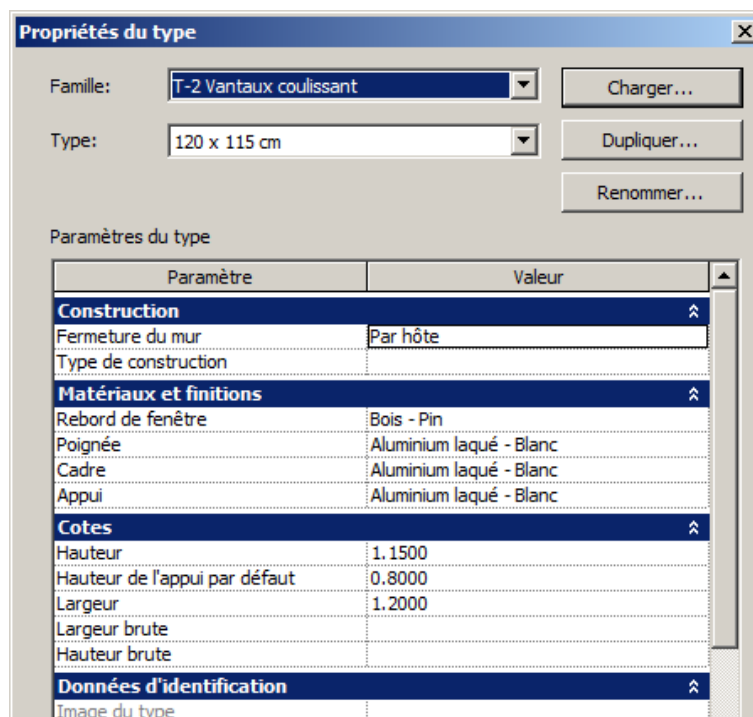 Propriétés du type
Famille: T-2 Vantaux coulissant Charger...
Type: 120 x 115 cm Dupliquer...
Renommer...
Paramètres du type
Paramètre Valeur
Construction
Fermeture du mur Par hôte
Type de construction
Matériaux et finitions
Rebord de fenêtre Bois - Pin
Poignée Aluminium laqué - Blanc
Cadre Aluminium laqué - Blanc
Appui Aluminium laqué - Blanc
Cotes
Hauteur 1.1500
Hauteur de l'appui par défaut 0.8000
Largeur 1.2000
Largeur brute
Hauteur brute
Données d'identification
Image du type